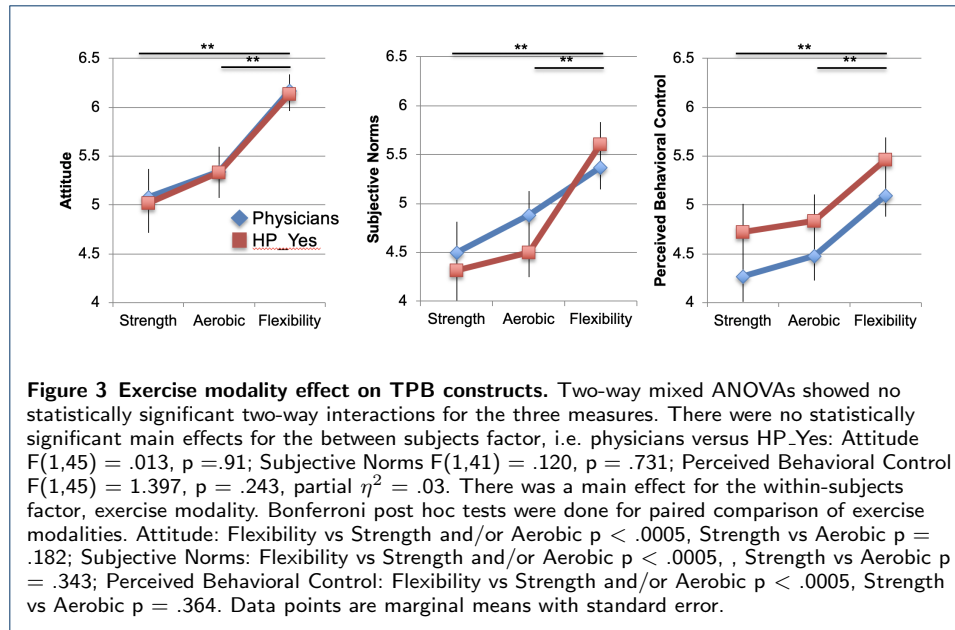 **
**
6.5
6
5.5
5
4.5
4
Attitude
Physicians
HP_Yes
Strength Aerobic Flexibility
**
**
6.5
6
5.5
5
4.5
4
Subjective Norms
Strength Aerobic Flexibility
**
**
6.5
6
5.5
5
4.5
4
Perceived Behavioral Control
Strength Aerobic Flexibility
Figure 3 Exercise modality effect on TPB constructs. Two-way mixed ANOVAs showed no
statistically significant two-way interactions for the three measures. There were no statistically
significant main effects for the between subjects factor, i.e. physicians versus HP_Yes: Attitude
F(1,45) = .013, p =.91; Subjective Norms F(1,41) = .120, p = .731; Perceived Behavioral Control
F(1,45) = 1.397, p = .243, partial η² = .03. There was a main effect for the within-subjects
factor, exercise modality. Bonferroni post hoc tests were done for paired comparison of exercise
modalities. Attitude: Flexibility vs Strength and/or Aerobic p < .0005, Strength vs Aerobic p =
.182; Subjective Norms: Flexibility vs Strength and/or Aerobic p < .0005, , Strength vs Aerobic p
= .343; Perceived Behavioral Control: Flexibility vs Strength and/or Aerobic p < .0005, Strength
vs Aerobic p = .364. Data points are marginal means with standard error.